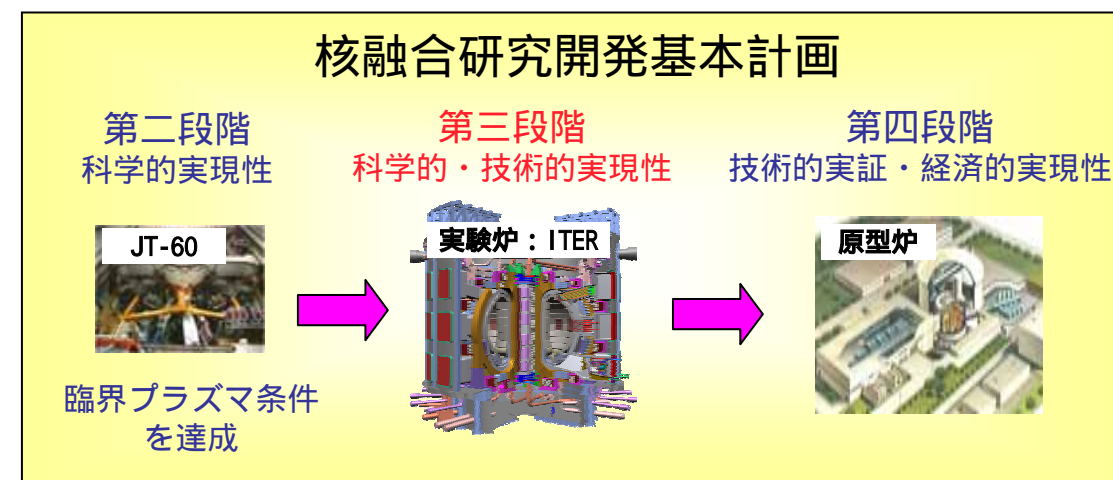 核融合研究開発基本計画
第二段階
科学的実現性
第三段階
科学的・技術的実現性
第四段階
技術的実証・経済的実現性
JT-60
実験炉：ITER
原型炉
臨界プラズマ条件
を達成